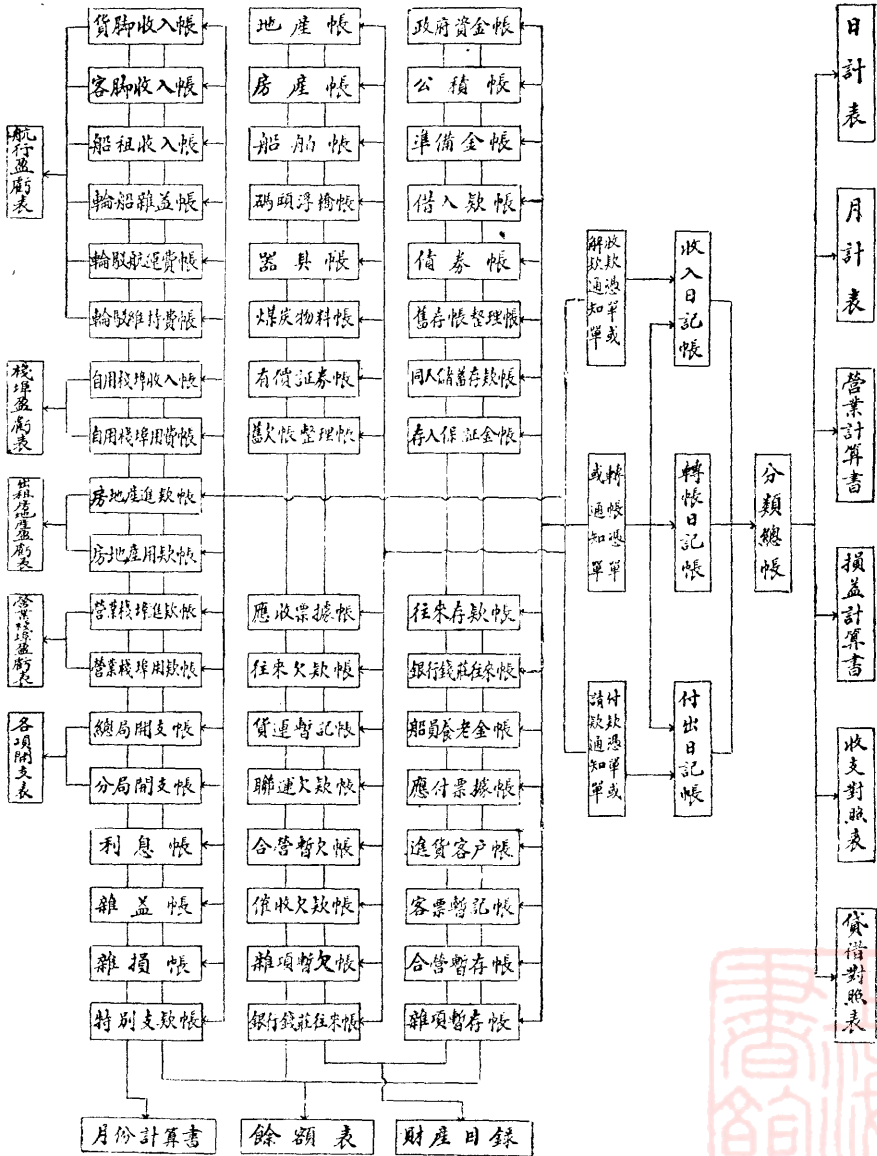 日計表
月計表
營業計算書
損益計算書
收支對照表
貸借對照表
分類總帳
收入日記帳
轉帳日記帳
付出日記帳
收款憑單或
解款通知單
轉帳憑單
或通知單
付款憑單或
請款通知單
政府資金帳
公積帳
準備金帳
借入款帳
債券帳
舊存帳整理帳
同人儲蓄存款帳
存入保証金帳
往來存款帳
銀行錢莊往來帳
船員養老金帳
應付票據帳
進貨客戶帳
客票暫記帳
合營暫存帳
雜項暫存帳
地產帳
房產帳
船舶帳
碼頭浮橋帳
器具帳
煤炭物料帳
有價証券帳
舊欠帳整理帳
應收票據帳
往來欠款帳
貨運暫記帳
聯運欠款帳
合營暫欠帳
催收欠款帳
雜項暫欠帳
銀行錢莊往來帳
貨脚收入帳
客脚收入帳
船租收入帳
輪船雜益帳
輪駁航運費帳
輪駁維持費帳
自用棧埠收入帳
自用棧埠用費帳
房地產進款帳
房地產用款帳
營業棧埠進款帳
營業棧埠用款帳
總局開支帳
分局開支帳
利息帳
雜益帳
雜損帳
特別支款帳
航行盈虧表
棧埠盈虧表
出租房地產盈虧表
營業棧埠盈虧表
各項開支表
月份計算書
餘額表
財產目錄